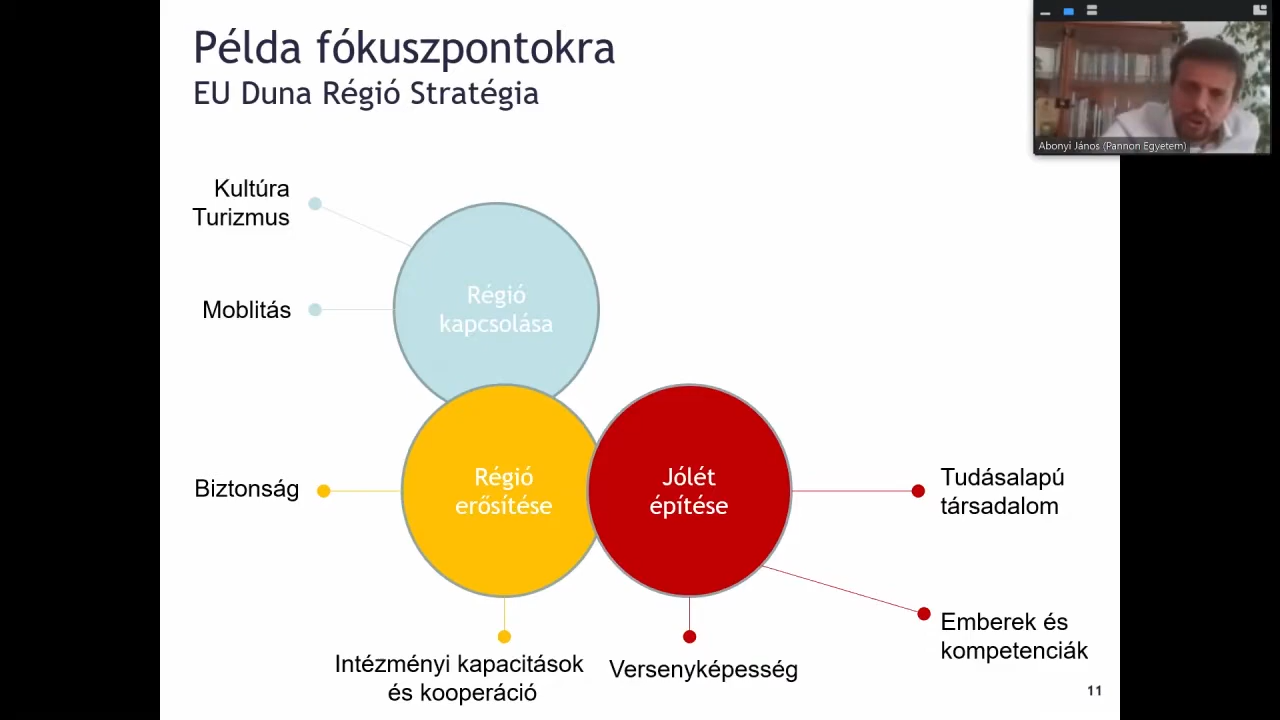 Példa fókuszpontokra
EU Duna Régió Stratégia
Abonyi János (Pannon Egyetem)
Kultúra
Turizmus
Moblitás
Régió
kapcsolása
Biztonság
Régió
erősítése
Jólét
építése
Tudásalapú
társadalom
Emberek és
kompetenciák
Intézményi kapacitások
és kooperáció
Versenyképesség
11